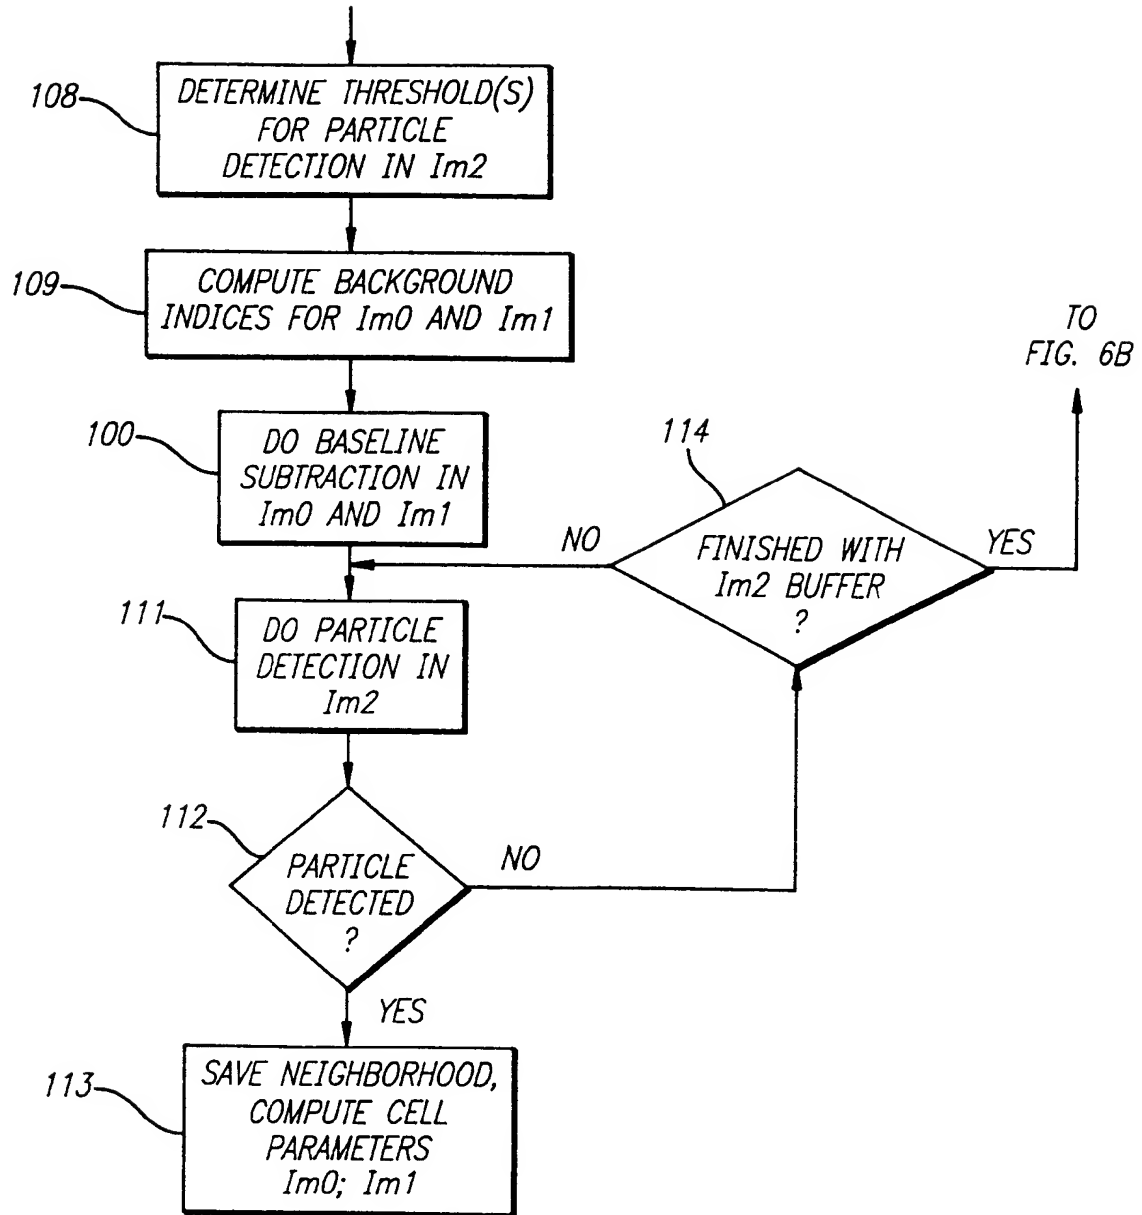 108
DETERMINE THRESHOLD(S)
FOR PARTICLE
DETECTION IN Im2
109
COMPUTE BACKGROUND
INDICES FOR Im0 AND Im1
TO
FIG. 6B
100
DO BASELINE
SUBTRACTION IN
Im0 AND Im1
114
NO
FINISHED WITH
Im2 BUFFER
?
YES
111
DO PARTICLE
DETECTION IN
Im2
112
PARTICLE
DETECTED
?
NO
YES
113
SAVE NEIGHBORHOOD,
COMPUTE CELL
PARAMETERS
Im0; Im1